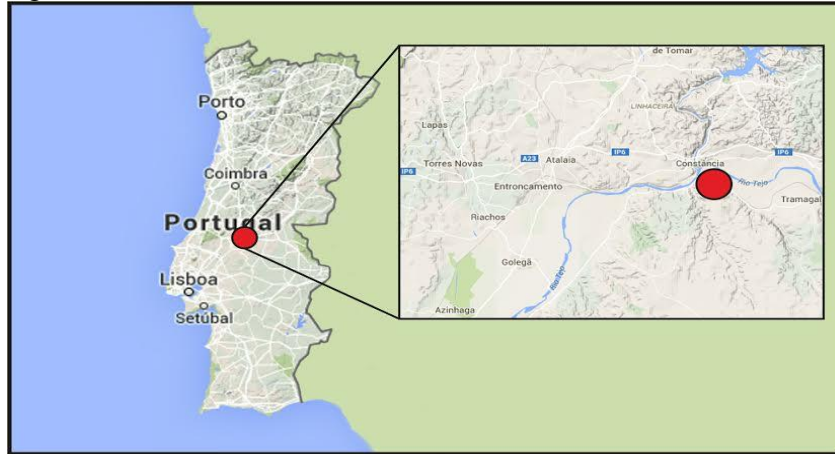 Porto
Coimbra
Portugal
Lisboa
Setúbal
de Tomar
LINHACEIRA
Lapas
IP6
A23
Atalaia
IP6
Constância
IP6
Torres Novas
Entroncamento
Rio Tejo
Tramagal
Riachos
Golegã
Rio Tejo
Azinhaga